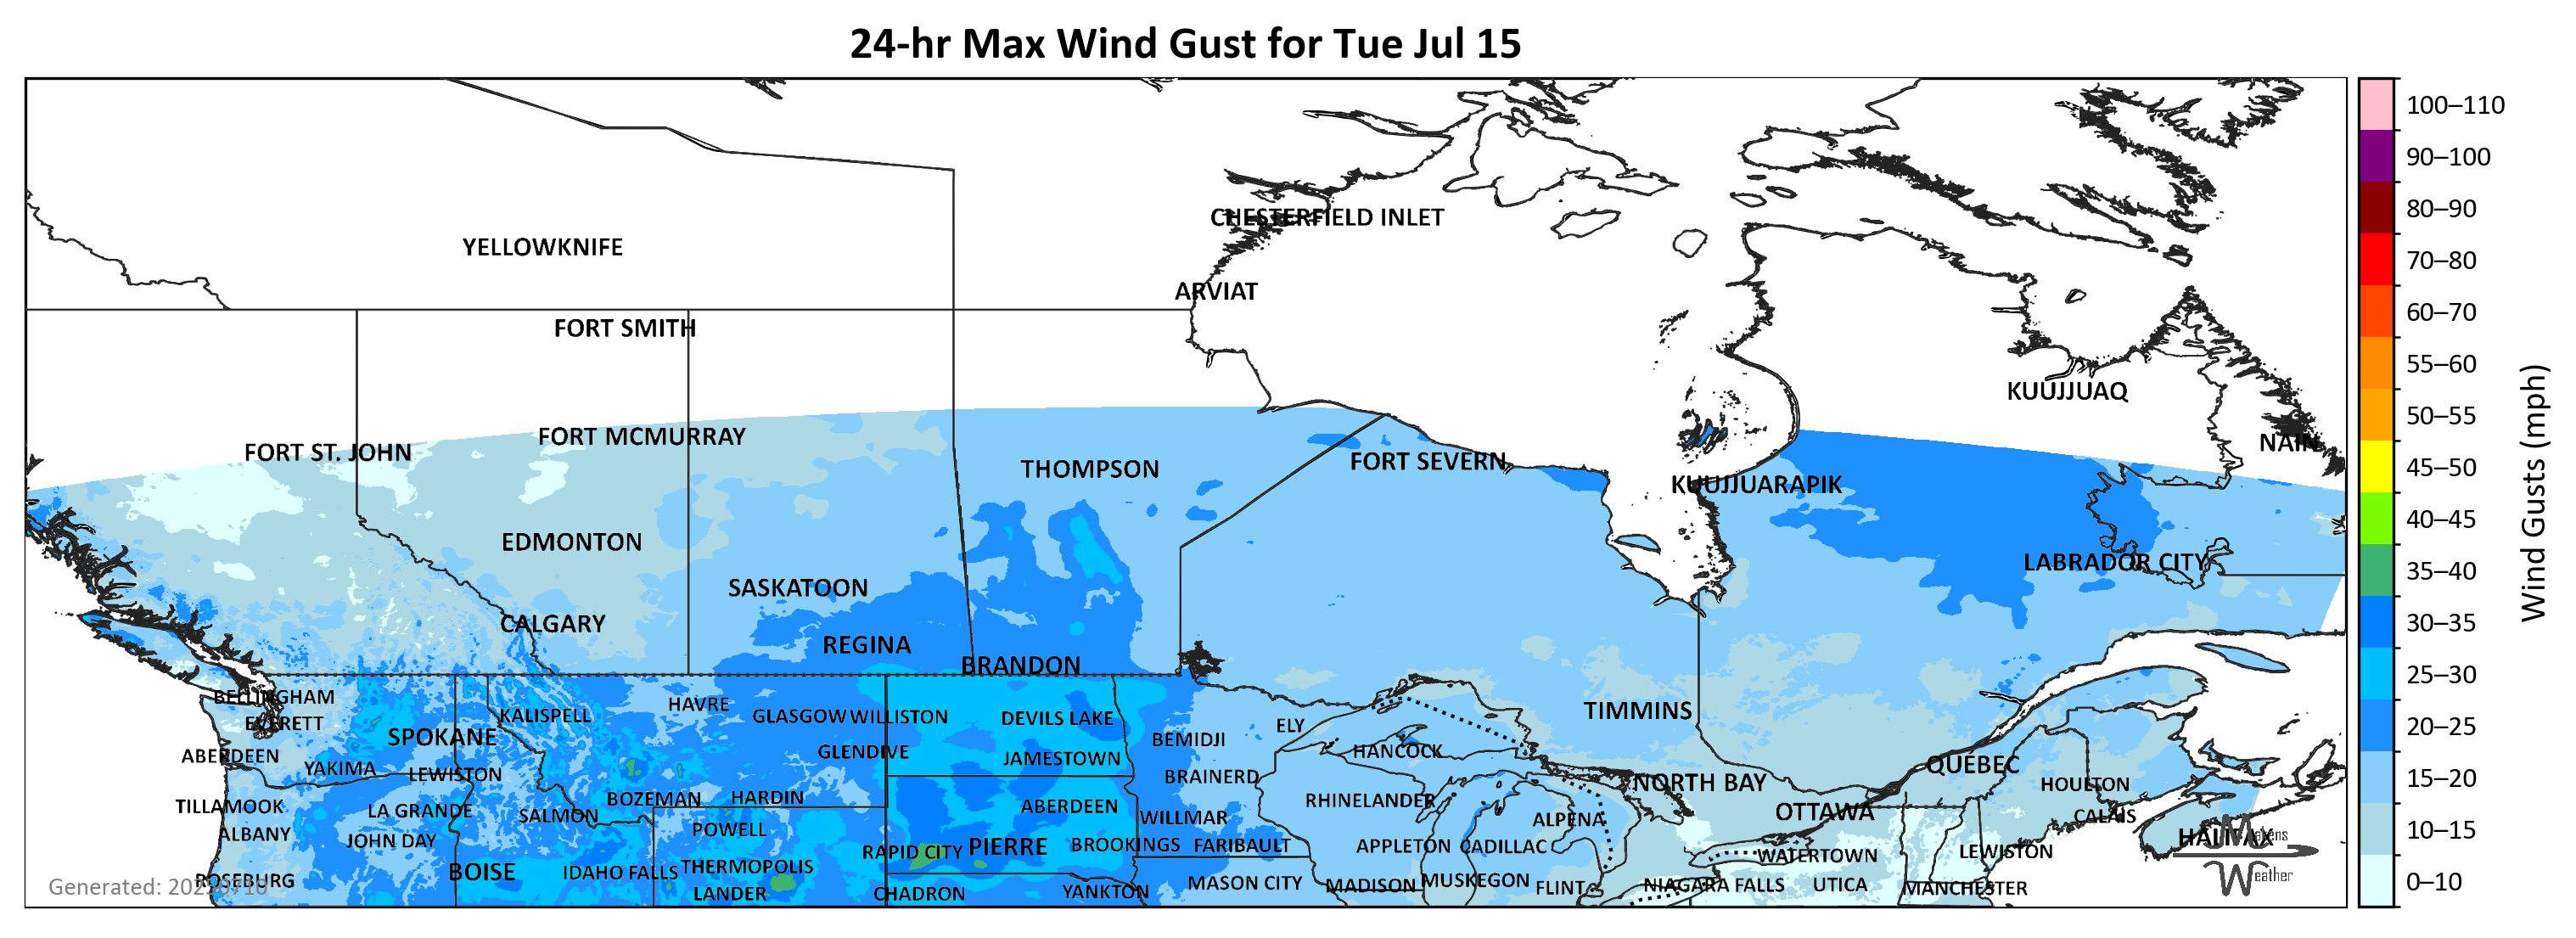 24-hr Max Wind Gust for Tue Jul 15
100–110
90–100
80–90
70–80
60–70
55–60
50–55
45–50
40–45
35–40
30–35
25–30
20–25
15–20
10–15
0–10
Wind Gusts (mph)
CHESTERFIELD INLET
YELLOWKNIFE
ARVIAT
FORT SMITH
KUUJJUAQ
FORT MCMURRAY
NAIN
FORT ST. JOHN
FORT SEVERN
THOMPSON
KUUJJUARAPIK
EDMONTON
LABRADOR CITY
SASKATOON
CALGARY
REGINA
BRANDON
BELLINGHAM
HAVRE
TIMMINS
KALISPELL
GLASGOW
WILLISTON
DEVILS LAKE
EVERETT
ELY
SPOKANE
BEMIDJI
GLENDIVE
HANCOCK
ABERDEEN
JAMESTOWN
QUÉBEC
YAKIMA
LEWISTON
BRAINERD
NORTH BAY
HOULTON
BOZEMAN
HARDIN
RHINELANDER
TILLAMOOK
LA GRANDE
ABERDEEN
SALMON
WILLMAR
OTTAWA
CALAIS
ALPENA
ALBANY
POWELL
HALIFAX
Makens
JOHN DAY
RAPID CITY
PIERRE
BROOKINGS
FARIBAULT
APPLETON
CADILLAC
WATERTOWN
LEWISTON
BOISE
IDAHO FALLS
THERMOPOLIS
Weather
ROSEBURG
MASON CITY
MADISON
MUSKEGON
FLINT
NIAGARA FALLS
UTICA
MANCHESTER
LANDER
CHADRON
YANKTON